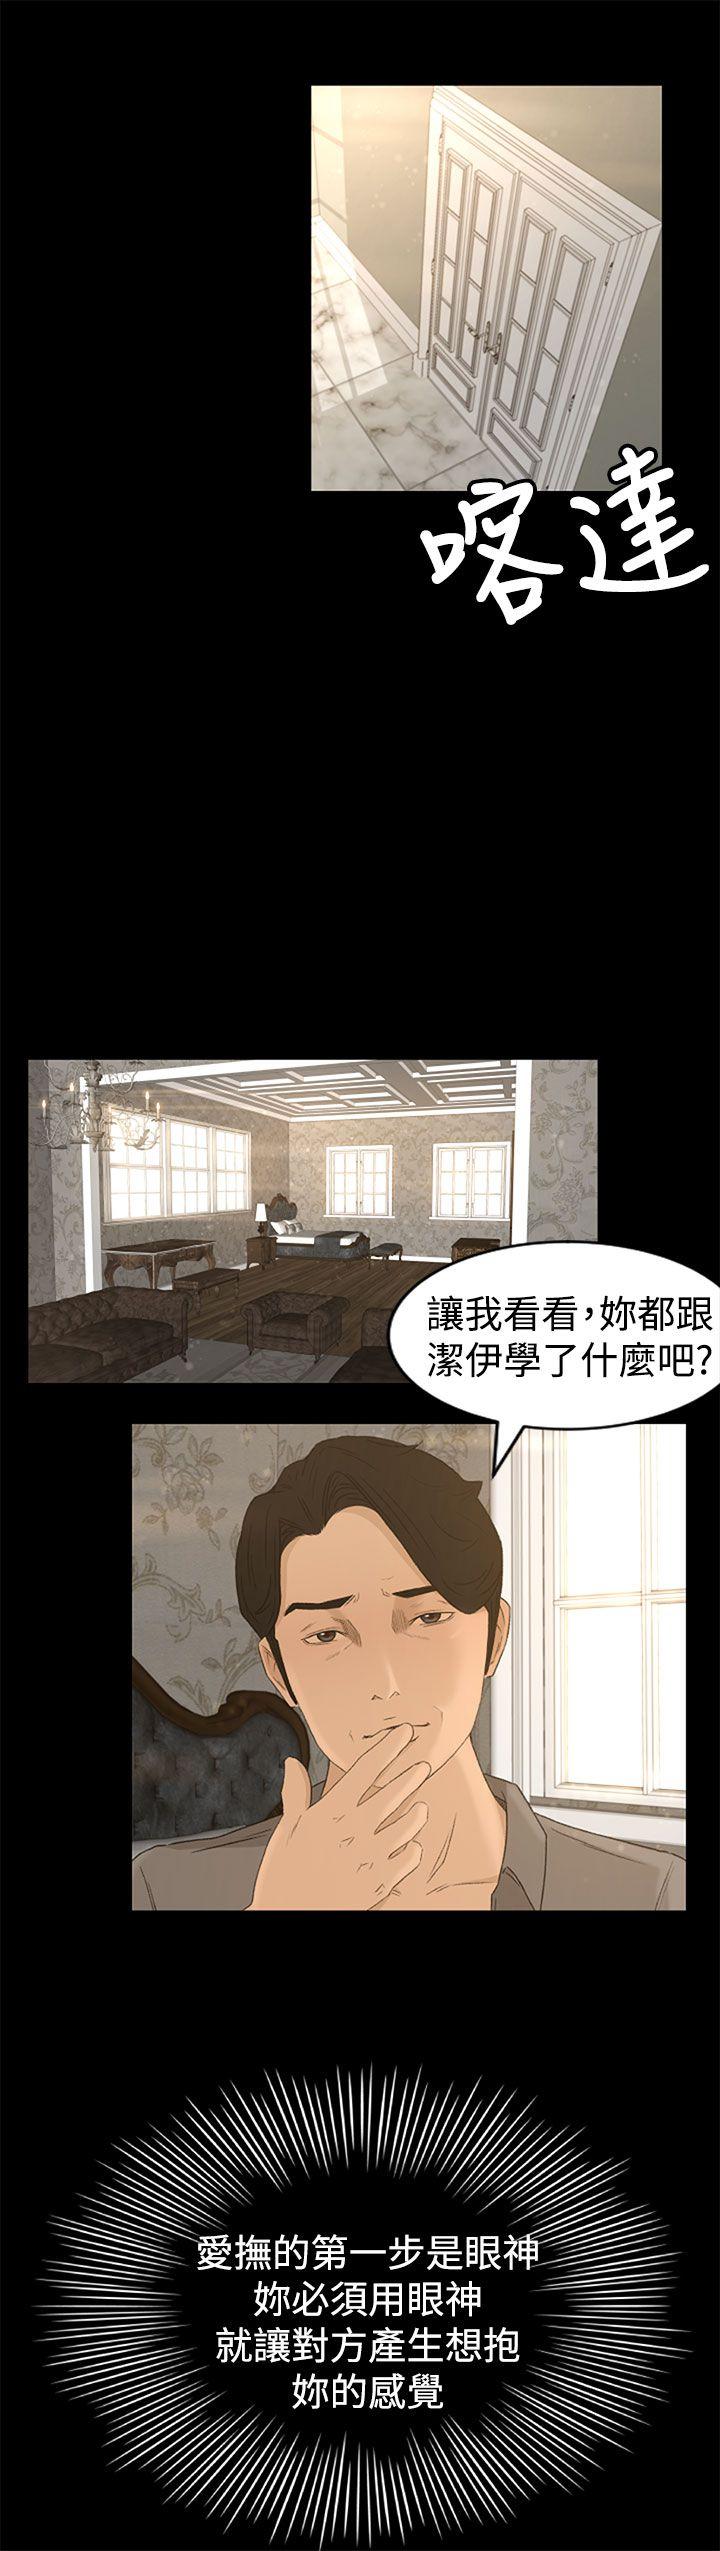 喀達
讓我看看，妳都跟
潔伊學了什麼吧?
愛撫的第一步是眼神
妳必須用眼神
就讓對方產生想抱
妳的感覺